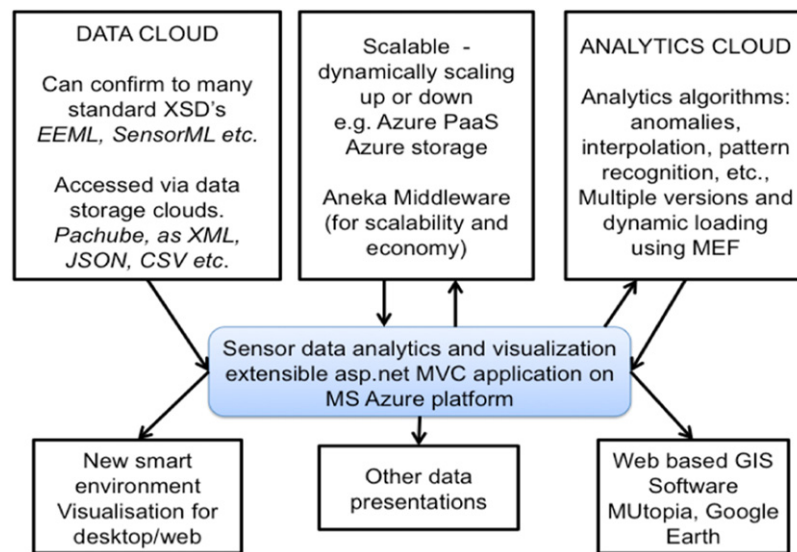 DATA CLOUD
Can confirm to many
standard XSD's
EEML, SensorML etc.
Accessed via data
storage clouds.
Pachube, as XML,
JSON, CSV etc.
Scalable -
dynamically scaling
up or down
e.g. Azure PaaS
Azure storage
Aneka Middleware
(for scalability and
economy)
ANALYTICS CLOUD
Analytics algorithms:
anomalies,
interpolation, pattern
recognition, etc.,
Multiple versions and
dynamic loading
using MEF
Sensor data analytics and visualization
extensible asp.net MVC application on
MS Azure platform
New smart
environment
Visualisation for
desktop/web
Other data
presentations
Web based GIS
Software
MUtopia, Google
Earth